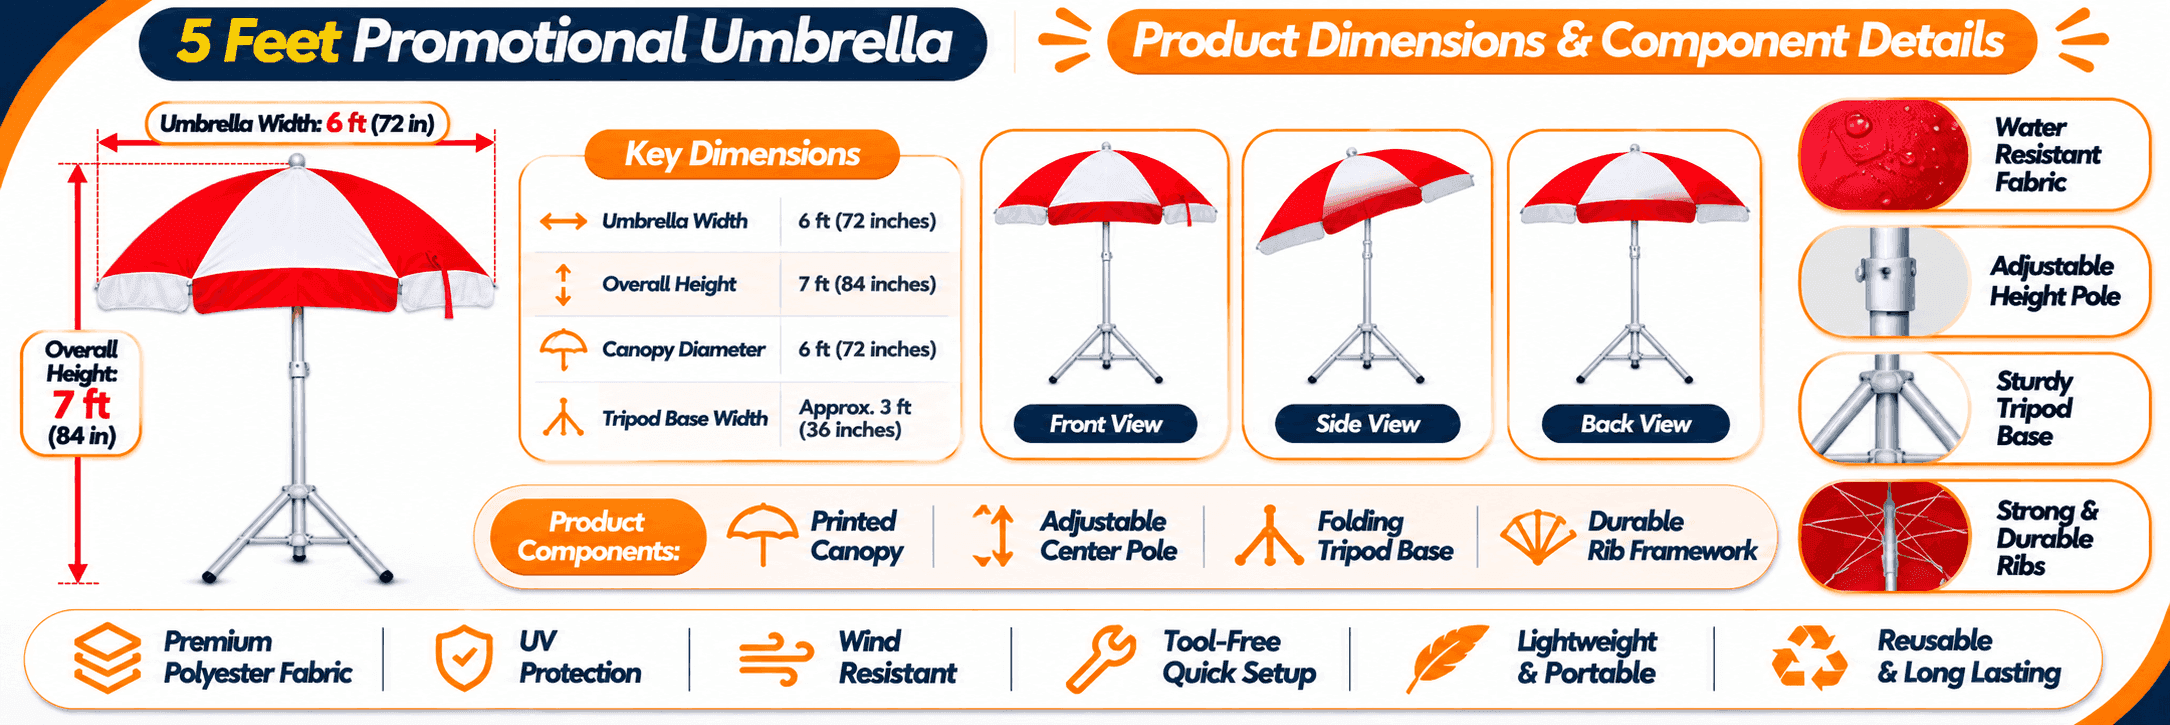 5 Feet Promotional Umbrella
Product Dimensions & Component Details
Umbrella Width: 6 ft (72 in)
Overall
Height:
7 ft
(84 in)
Key Dimensions
Umbrella Width 6 ft (72 inches)
Overall Height 7 ft (84 inches)
Canopy Diameter 6 ft (72 inches)
Tripod Base Width Approx. 3 ft
(36 inches)
Front View
Side View
Back View
Water
Resistant
Fabric
Adjustable
Height Pole
Sturdy
Tripod
Base
Strong &
Durable
Ribs
Product
Components:
Printed
Canopy
Adjustable
Center Pole
Folding
Tripod Base
Durable
Rib Framework
Premium
Polyester Fabric
UV
Protection
Wind
Resistant
Tool-Free
Quick Setup
Lightweight
& Portable
Reusable
& Long Lasting